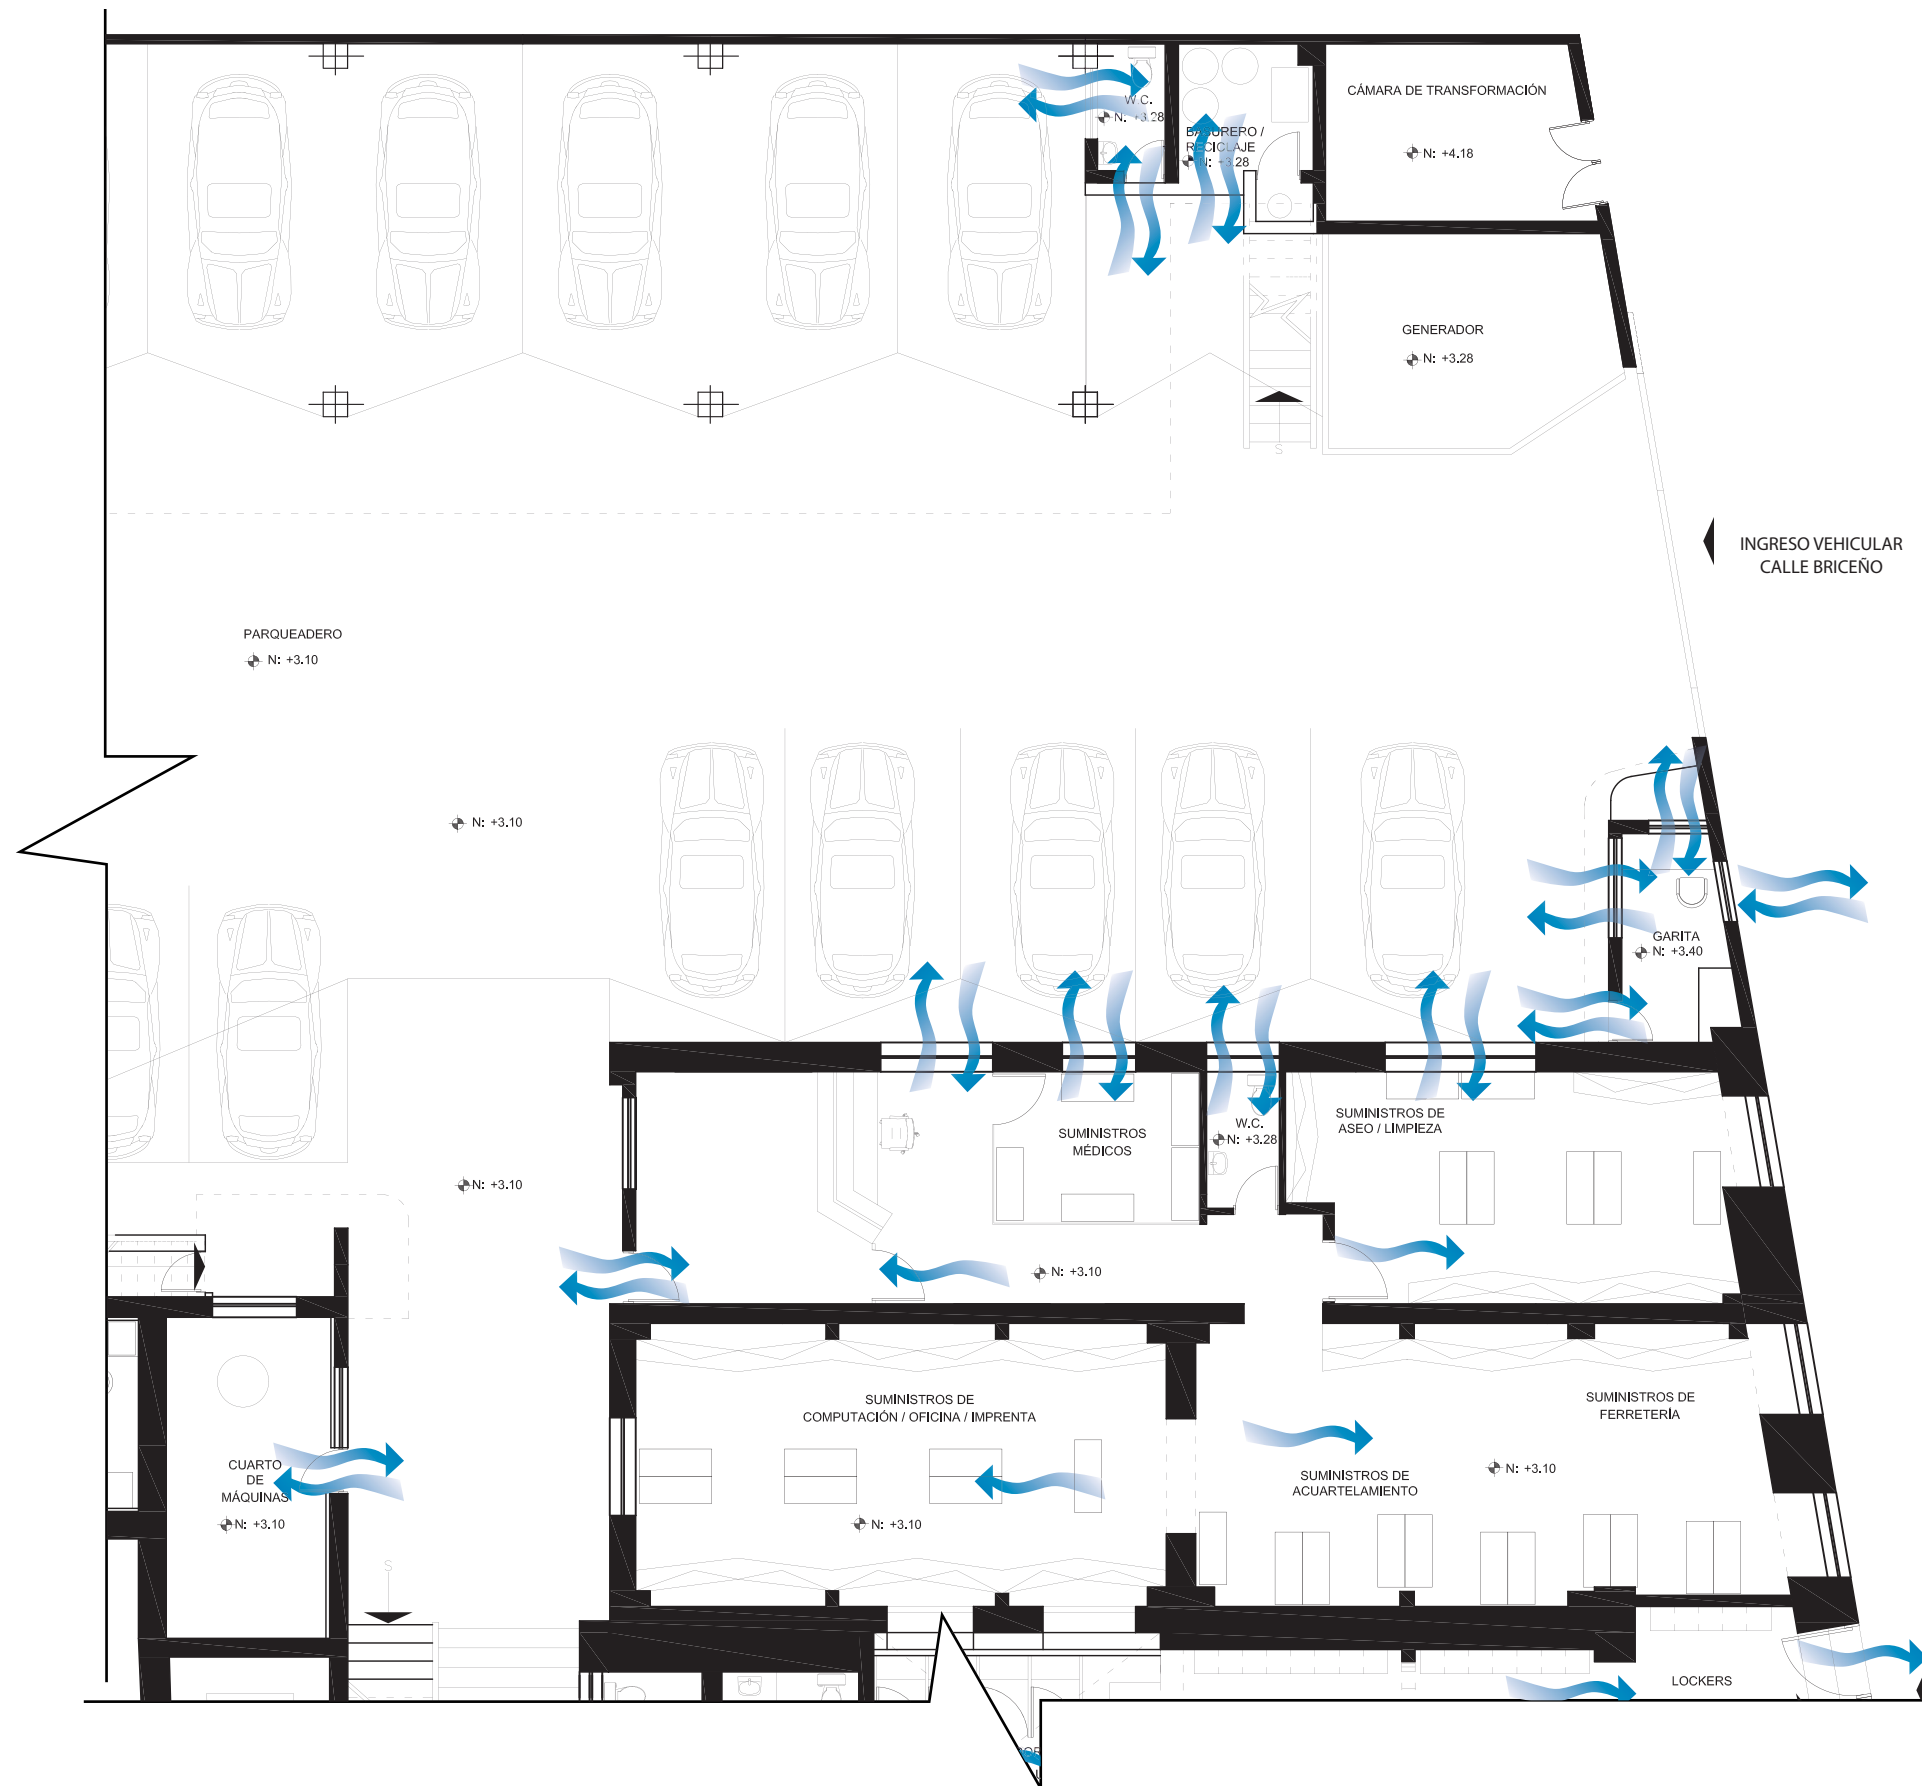 CÁMARA DE TRANSFORMACIÓN
N: +4.18
W.C.
N: +3.28
BASURERO /
RECICLAJE
N: +3.28
GENERADOR
N: +3.28
S
INGRESO VEHICULAR
CALLE BRICEÑO
PARQUEADERO
N: +3.10
N: +3.10
GARITA
N: +3.40
SUMINISTROS
MÉDICOS
W.C.
N: +3.28
SUMINISTROS DE
ASEO / LIMPIEZA
N: +3.10
N: +3.10
SUMINISTROS DE
COMPUTACIÓN / OFICINA / IMPRENTA
N: +3.10
SUMINISTROS DE
FERRETERÍA
N: +3.10
SUMINISTROS DE
ACUARTELAMIENTO
CUARTO
DE
MÁQUINAS
N: +3.10
S
LOCKERS